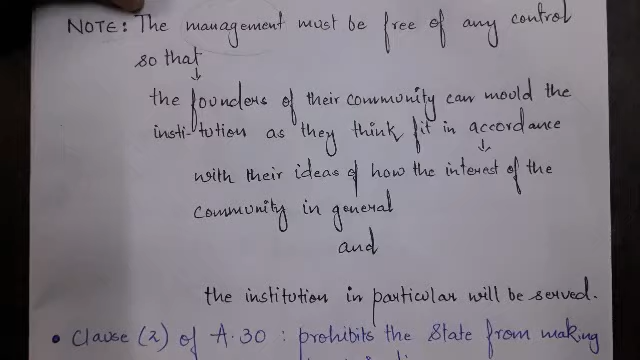 NOTE: The management must be free of any control
so that
the founders of their community can mould the
insti-tution as they think fit in accordance
with their ideas of how the interest of the
community in general
and
the institution in particular will be served.
• Clause (2) of A.30 : prohibits the State from making